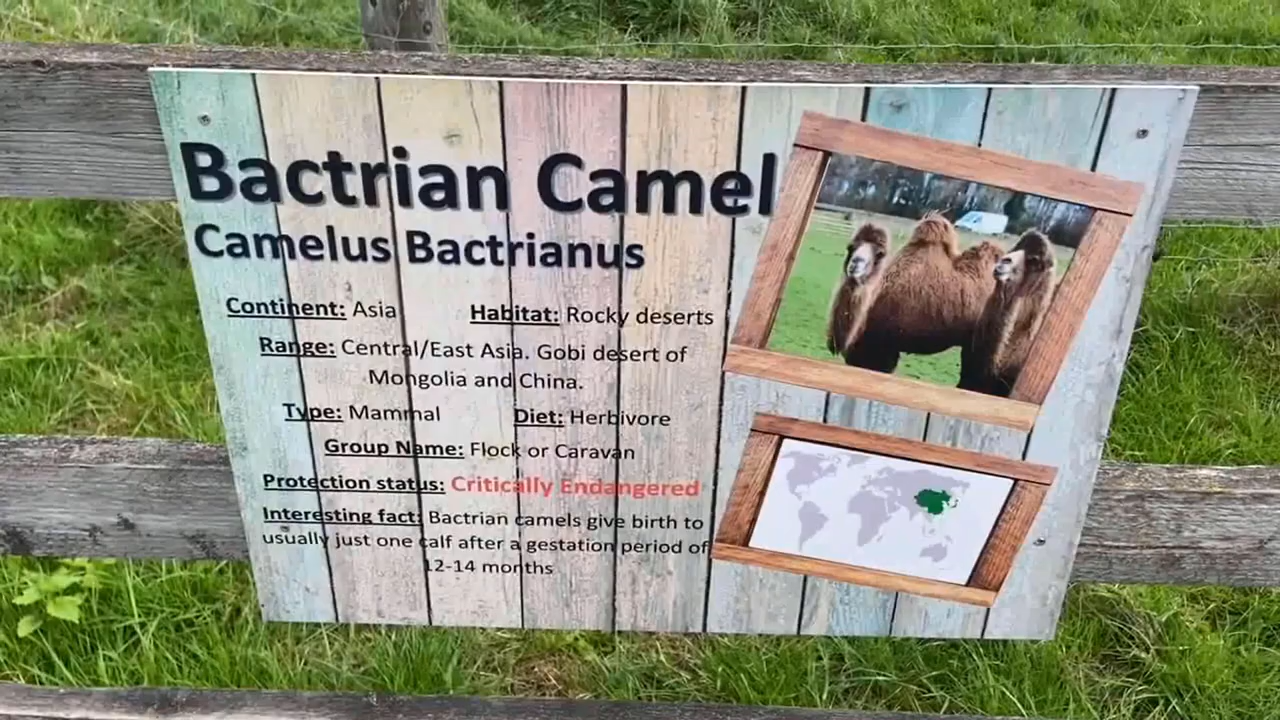 Bactrian Camel
Camelus Bactrianus
Continent: Asia
Habitat: Rocky deserts
Range: Central/East Asia. Gobi desert of
Mongolia and China.
Type: Mammal
Diet: Herbivore
Group Name: Flock or Caravan
Protection status: Critically Endangered
Interesting fact: Bactrian camels give birth to
usually just one calf after a gestation period of
12-14 months